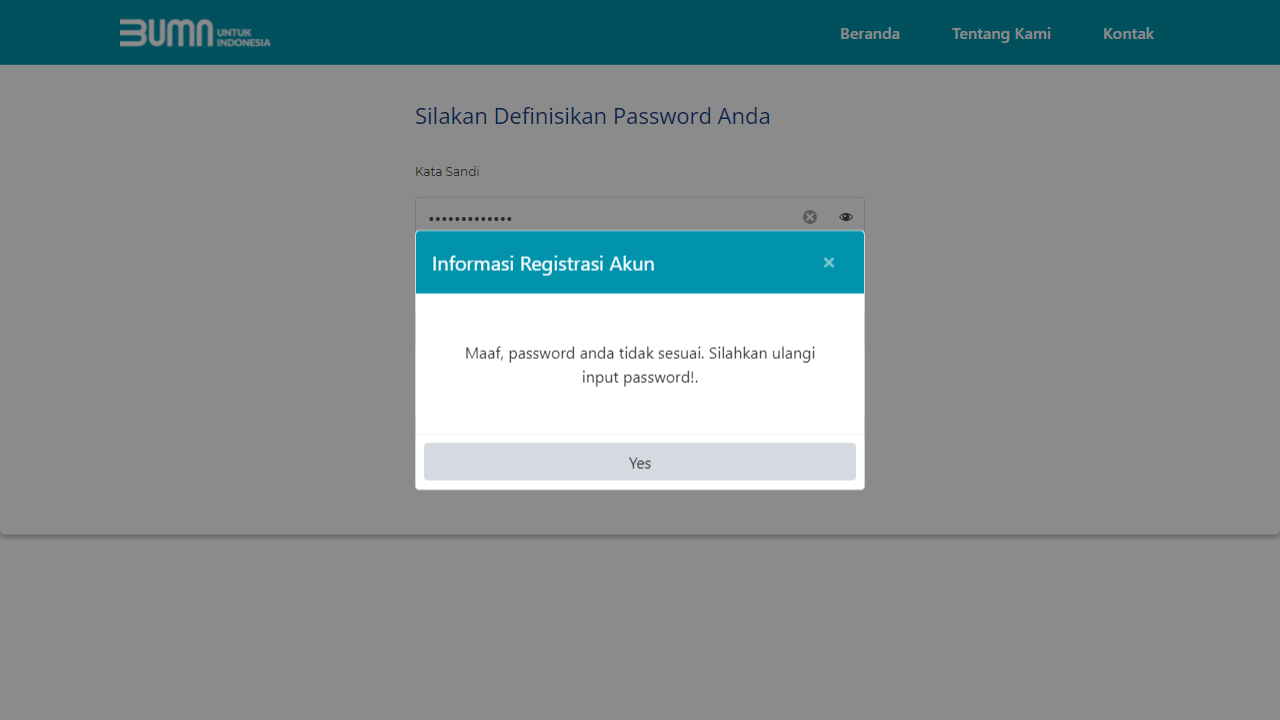 BUMN UNTUK INDONESIA
Beranda Tentang Kami Kontak
Silakan Definisikan Password Anda
Kata Sandi
•••••••••••••
Informasi Registrasi Akun ×
Maaf, password anda tidak sesuai. Silahkan ulangi
input password!.
Yes